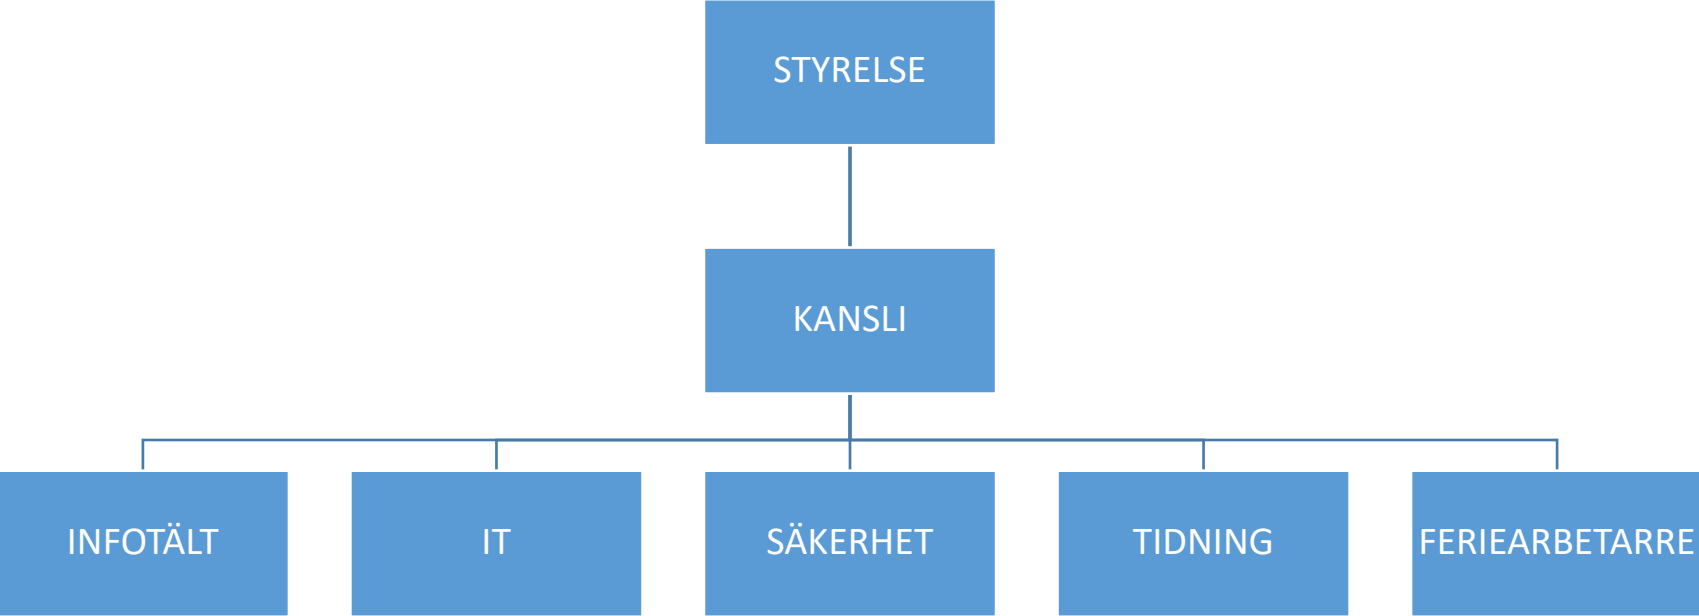 STYRELSE
KANSLI
INFOTÄLT
IT
SÄKERHET
TIDNING
FERIEARBETARRE